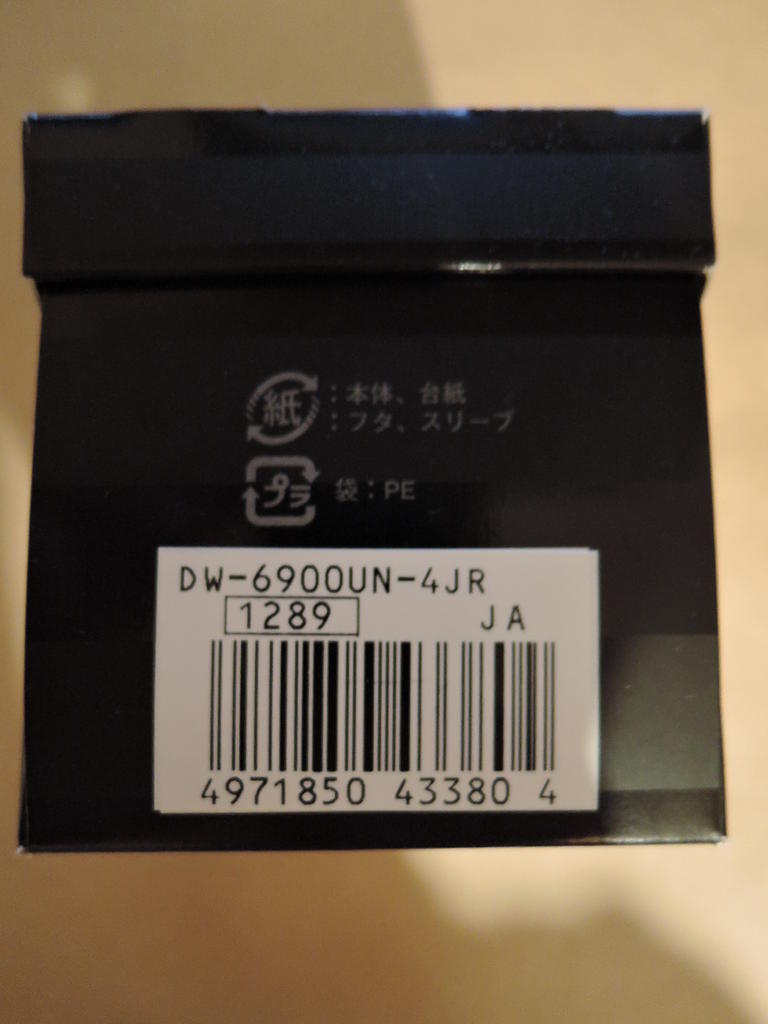 紙：本体、台紙
：フタ、スリーブ
プラ 袋：PE
DW-6900UN-4JR
1289 JA
4971850 43380 4